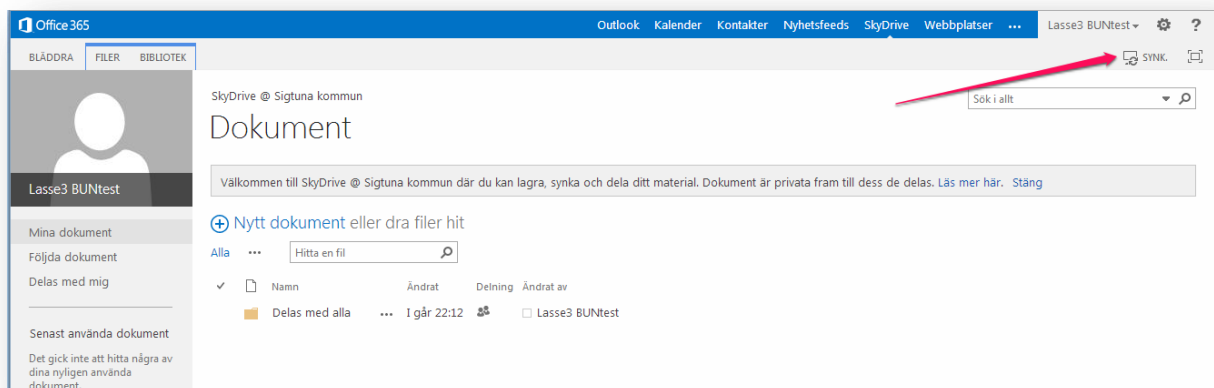 Office 365
Outlook Kalender Kontakter Nyhetsfeeds SkyDrive Webbplatser ... Lasse3 BUNtest ?
BLÄDDRA FILER BIBLIOTEK SYNK.
SkyDrive @ Sigtuna kommun
Sök i allt
Dokument
Lasse3 BUNtest
Välkommen till SkyDrive @ Sigtuna kommun där du kan lagra, synka och dela ditt material. Dokument är privata fram till dess de delas. Läs mer här. Stäng
Mina dokument
Följda dokument
Delas med mig
Senast använda dokument
Det gick inte att hitta några av
dina nyligen använda
dokument.
Nytt dokument eller dra filer hit
Alla ... Hitta en fil
Namn Ändrat Delning Ändrat av
Delas med alla ... I går 22:12 Lasse3 BUNtest